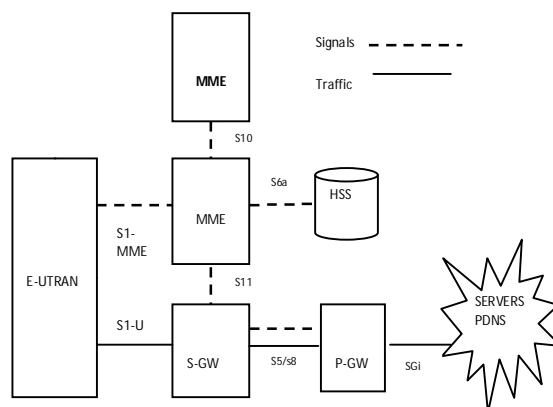 Signals
MME
Traffic
S10
S6a
HSS
MME
S1-
MME
S11
E-UTRAN
SERVERS
PDNS
S1-U
S-GW
S5/s8
P-GW
SGi